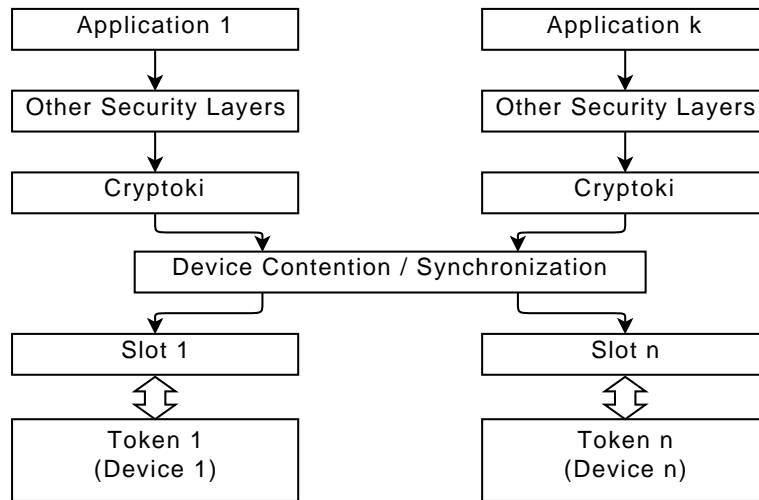 Application 1
Application k
Other Security Layers
Other Security Layers
Cryptoki
Cryptoki
Device Contention / Synchronization
Slot 1
Slot n
Token 1
(Device 1)
Token n
(Device n)